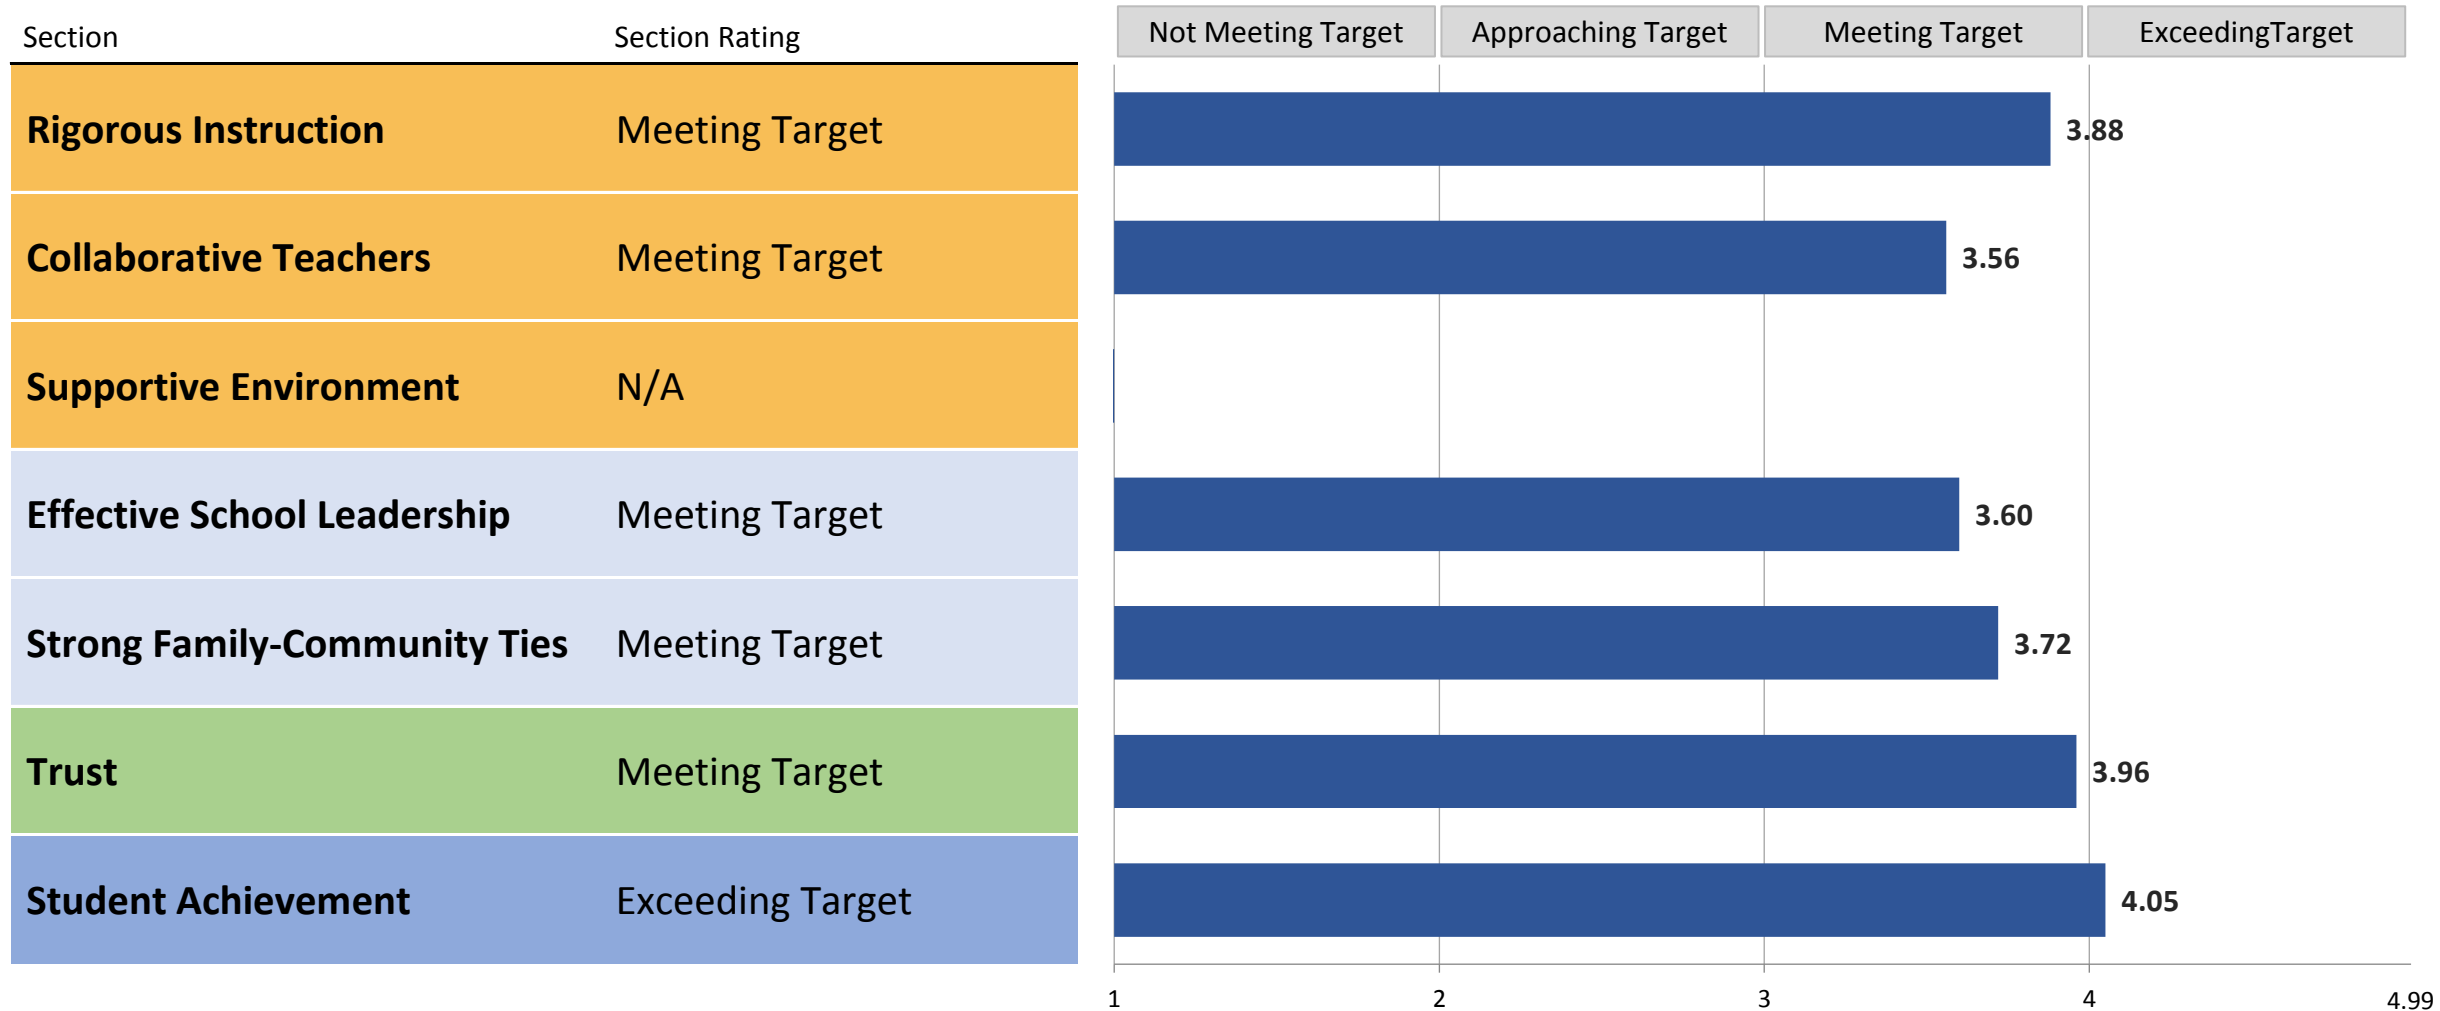 Section Section Rating Not Meeting Target Approaching Target Meeting Target ExceedingTarget
Rigorous Instruction Meeting Target 3.88
Collaborative Teachers Meeting Target 3.56
Supportive Environment N/A
Effective School Leadership Meeting Target 3.60
Strong Family-Community Ties Meeting Target 3.72
Trust Meeting Target 3.96
Student Achievement Exceeding Target 4.05
1 2 3 4 4.99